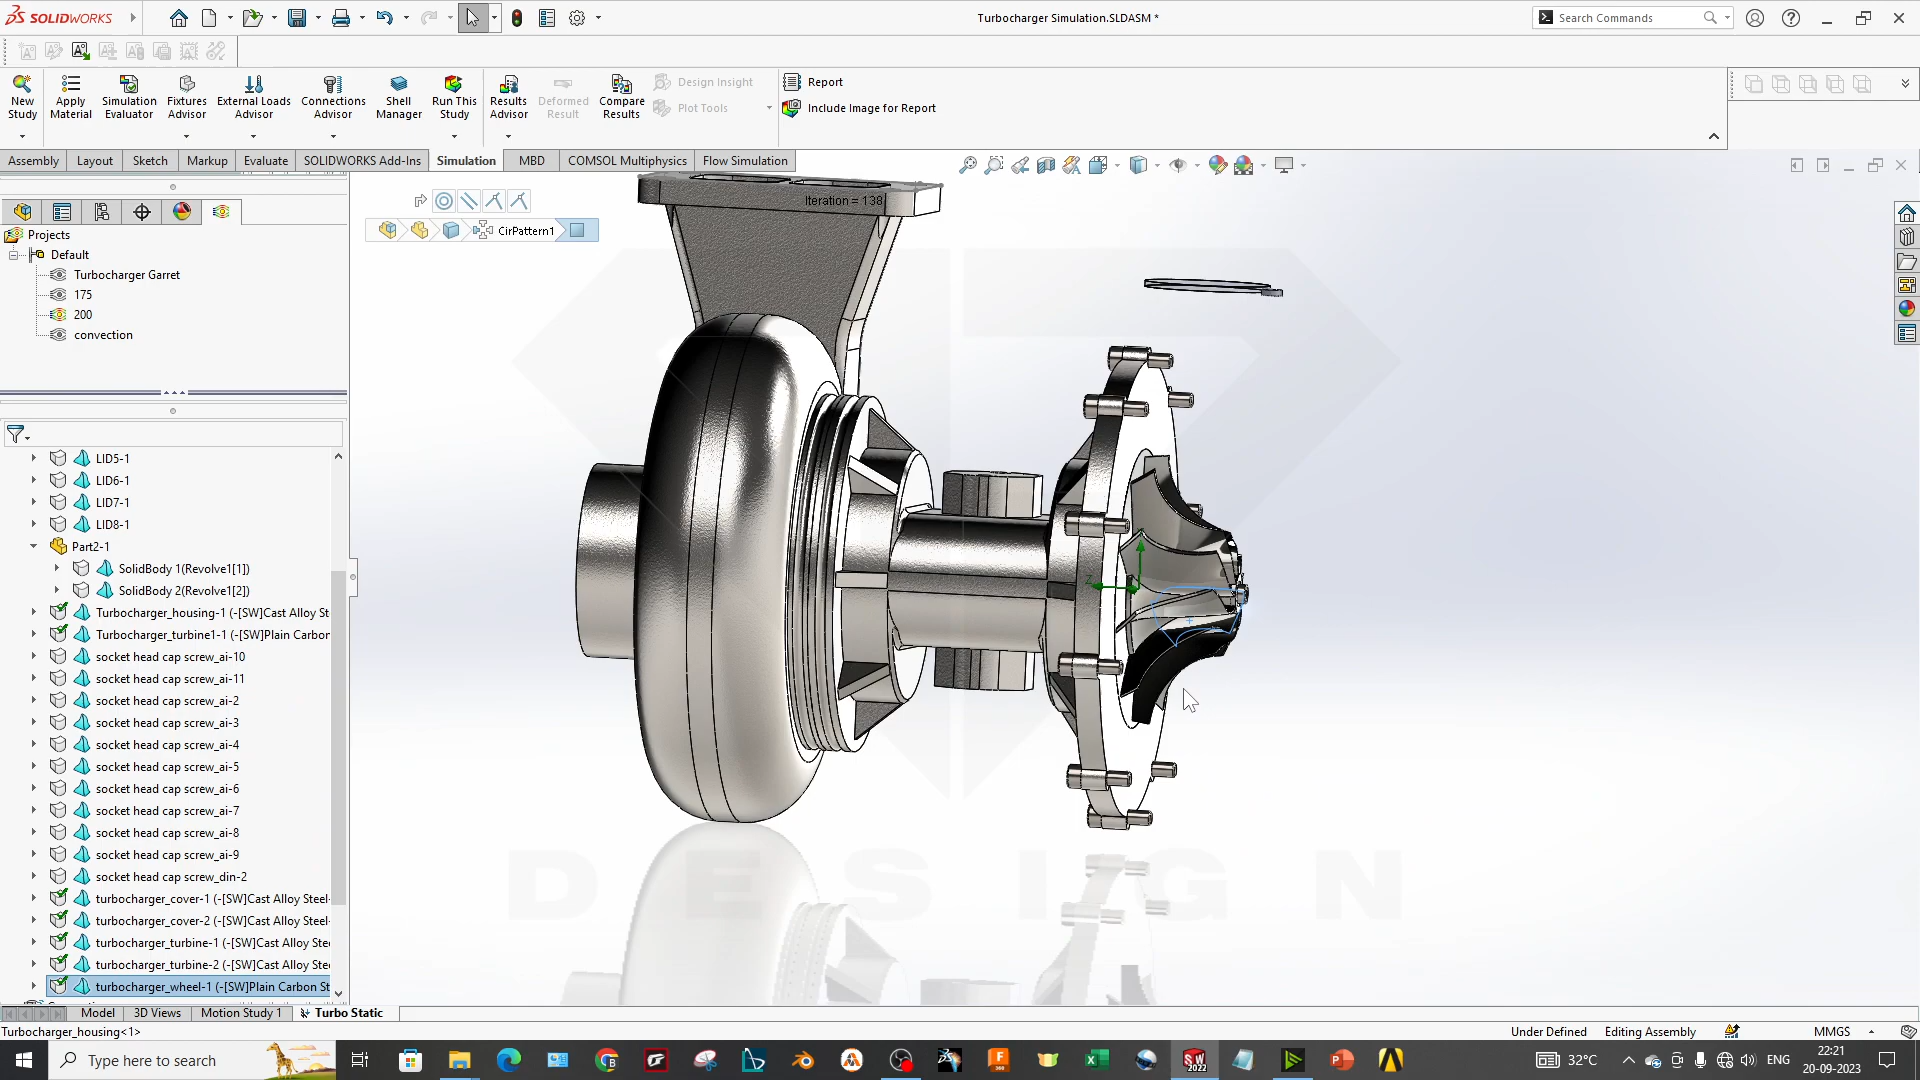 SOLIDWORKS
Turbocharger Simulation.SLDASM *
Search Commands
New Study
Apply Material
Simulation Evaluator
Fixtures Advisor
External Loads Advisor
Connections Advisor
Shell Manager
Run This Study
Results Advisor
Deformed Result
Compare Results
Design Insight
Plot Tools
Report
Include Image for Report
Assembly
Layout
Sketch
Markup
Evaluate
SOLIDWORKS Add-Ins
Simulation
MBD
COMSOL Multiphysics
Flow Simulation
Iteration = 138
CirPattern1
Projects
Default
Turbocharger Garret
175
200
convection
LID5-1
LID6-1
LID7-1
LID8-1
Part2-1
SolidBody 1(Revolve1[1])
SolidBody 2(Revolve1[2])
Turbocharger_housing-1 (-[SW]Cast Alloy St
Turbocharger_turbine1-1 (-[SW]Plain Carbon
socket head cap screw_ai-10
socket head cap screw_ai-11
socket head cap screw_ai-2
socket head cap screw_ai-3
socket head cap screw_ai-4
socket head cap screw_ai-5
socket head cap screw_ai-6
socket head cap screw_ai-7
socket head cap screw_ai-8
socket head cap screw_ai-9
socket head cap screw_din-2
turbocharger_cover-1 (-[SW]Cast Alloy Steel-
turbocharger_cover-2 (-[SW]Cast Alloy Steel-
turbocharger_turbine-1 (-[SW]Cast Alloy Ste
turbocharger_turbine-2 (-[SW]Cast Alloy Ste
turbocharger_wheel-1 (-[SW]Plain Carbon St
Z
DESIGN
Model
3D Views
Motion Study 1
Turbo Static
Turbocharger_housing<1>
Under Defined
Editing Assembly
MMGS
Type here to search
32°C
ENG
22:21
20-09-2023